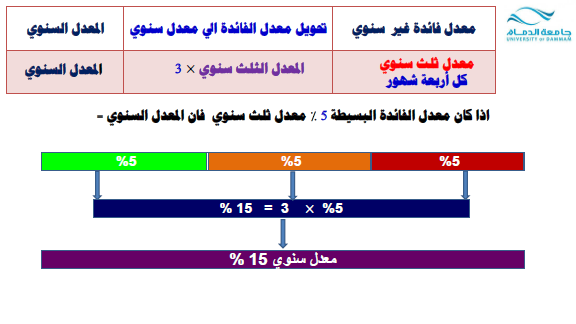 جامعة الدمام
UNIVERSITY OF DAMMAM
معدل فائدة غير سنوي
تحويل معدل الفائدة الي معدل سنوي
المعدل السنوي
معدل ثلث سنوي
كل أربعة شهور
المعدل الثلث سنوي × 3
المعدل السنوي
اذا كان معدل الفائدة البسيطة 5 ٪ معدل ثلث سنوي فان المعدل السنوي –
%5
%5
%5
%5 × 3 = 15 %
معدل سنوي 15 %